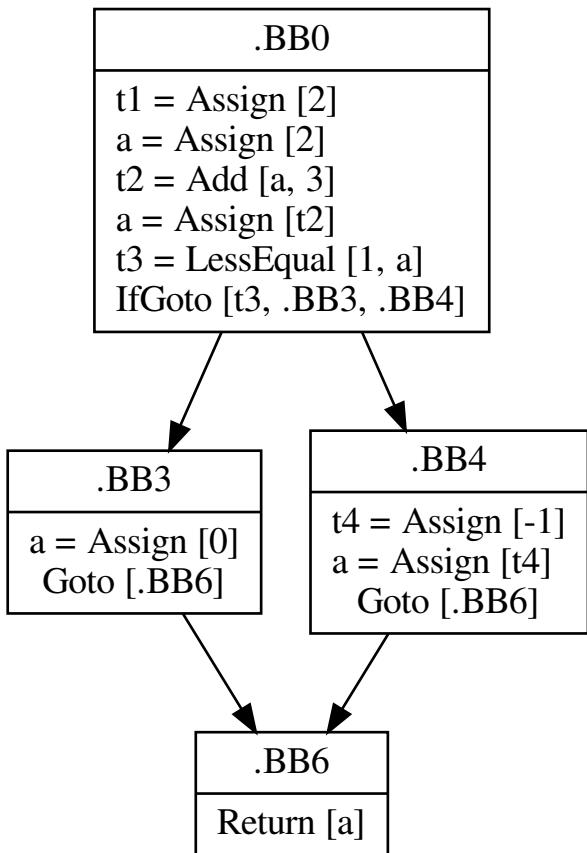 .BB0
t1 = Assign [2]
a = Assign [2]
t2 = Add [a, 3]
a = Assign [t2]
t3 = LessEqual [1, a]
IfGoto [t3, .BB3, .BB4]
.BB3
a = Assign [0]
Goto [.BB6]
.BB4
t4 = Assign [-1]
a = Assign [t4]
Goto [.BB6]
.BB6
Return [a]